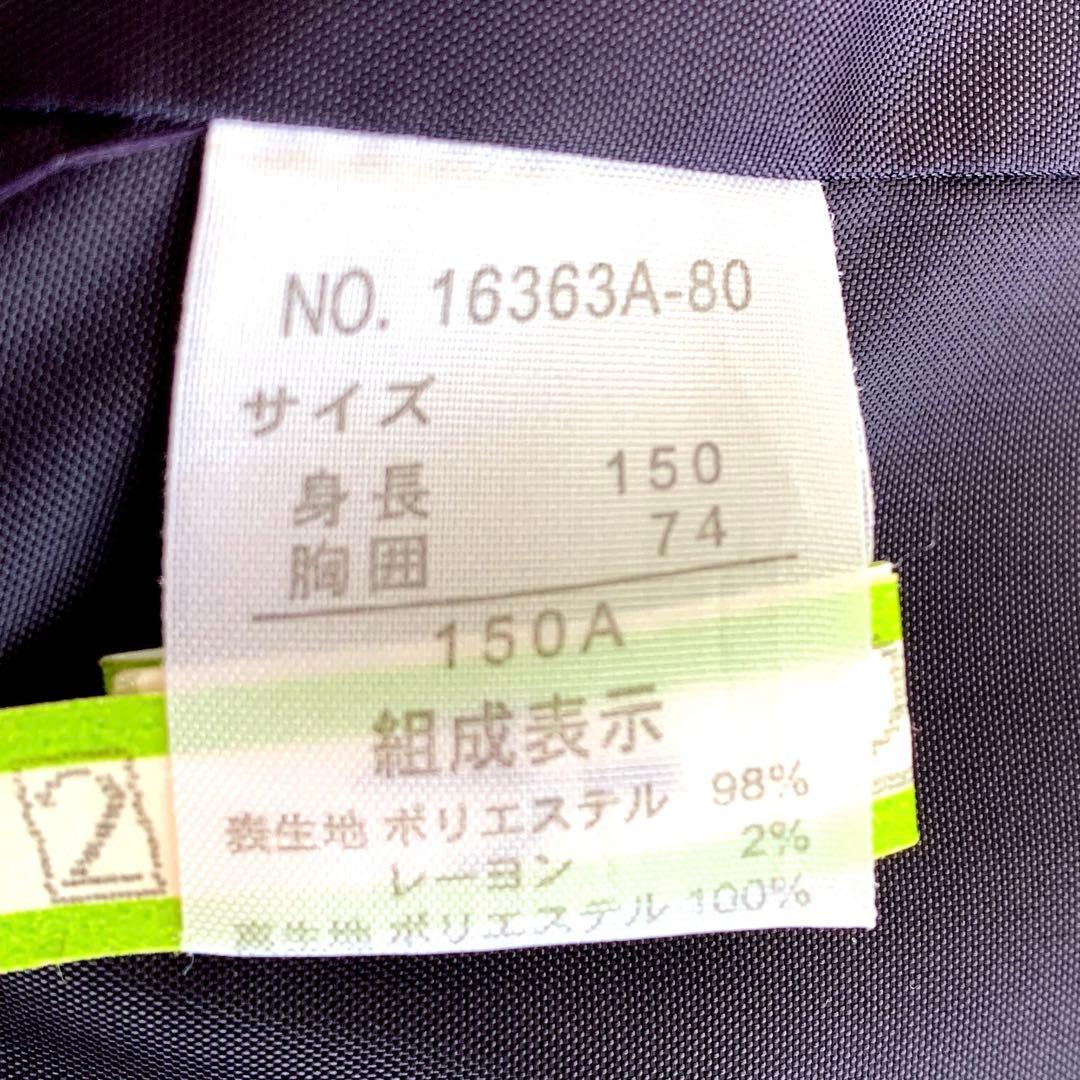 NO. 16363A-80
サイズ
身長 150
胸囲 74
150A
組成表示
表生地 ポリエステル 98%
レーヨン 2%
裏生地 ポリエステル 100%
2